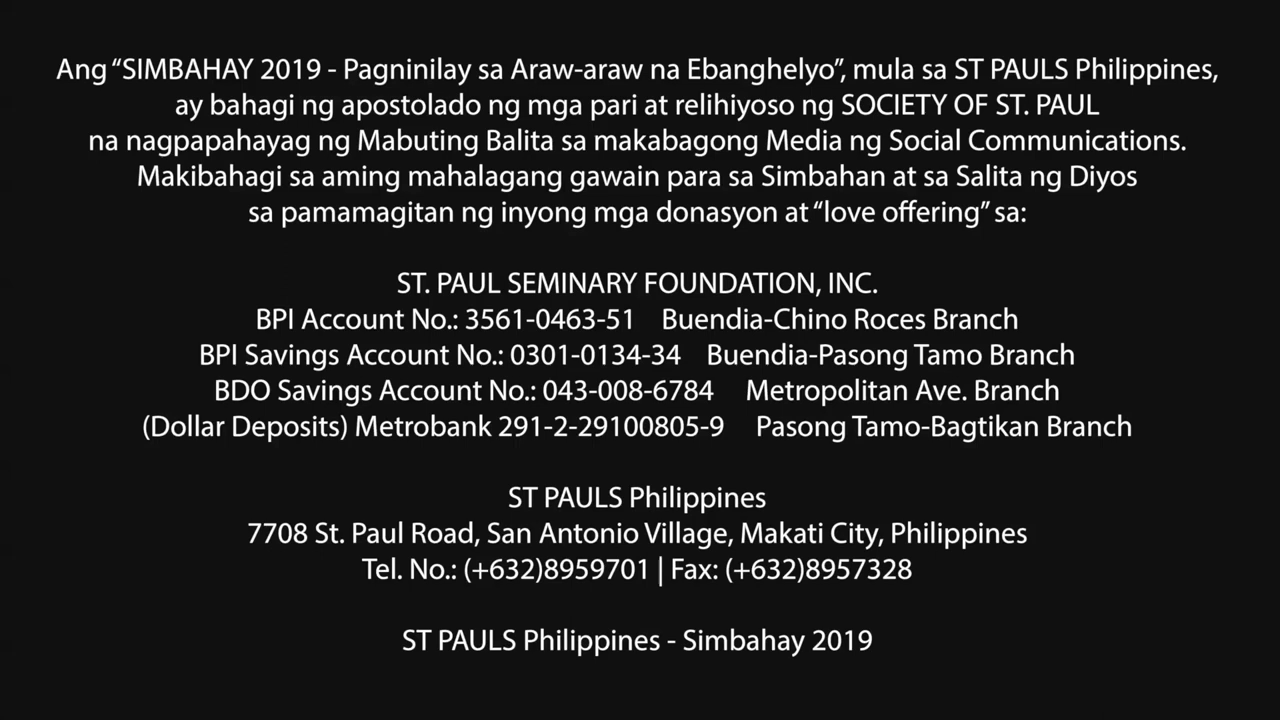 Ang “SIMBAHAY 2019 - Pagninilay sa Araw-araw na Ebanghelyo”, mula sa ST PAULS Philippines,
ay bahagi ng apostolado ng mga pari at relihiyoso ng SOCIETY OF ST. PAUL
na nagpapahayag ng Mabuting Balita sa makabagong Media ng Social Communications.
Makibahagi sa aming mahalagang gawain para sa Simbahan at sa Salita ng Diyos
sa pamamagitan ng inyong mga donasyon at “love offering” sa:
ST. PAUL SEMINARY FOUNDATION, INC.
BPI Account No.: 3561-0463-51 Buendia-Chino Roces Branch
BPI Savings Account No.: 0301-0134-34 Buendia-Pasong Tamo Branch
BDO Savings Account No.: 043-008-6784 Metropolitan Ave. Branch
(Dollar Deposits) Metrobank 291-2-29100805-9 Pasong Tamo-Bagtikan Branch
ST PAULS Philippines
7708 St. Paul Road, San Antonio Village, Makati City, Philippines
Tel. No.: (+632)8959701 | Fax: (+632)8957328
ST PAULS Philippines - Simbahay 2019